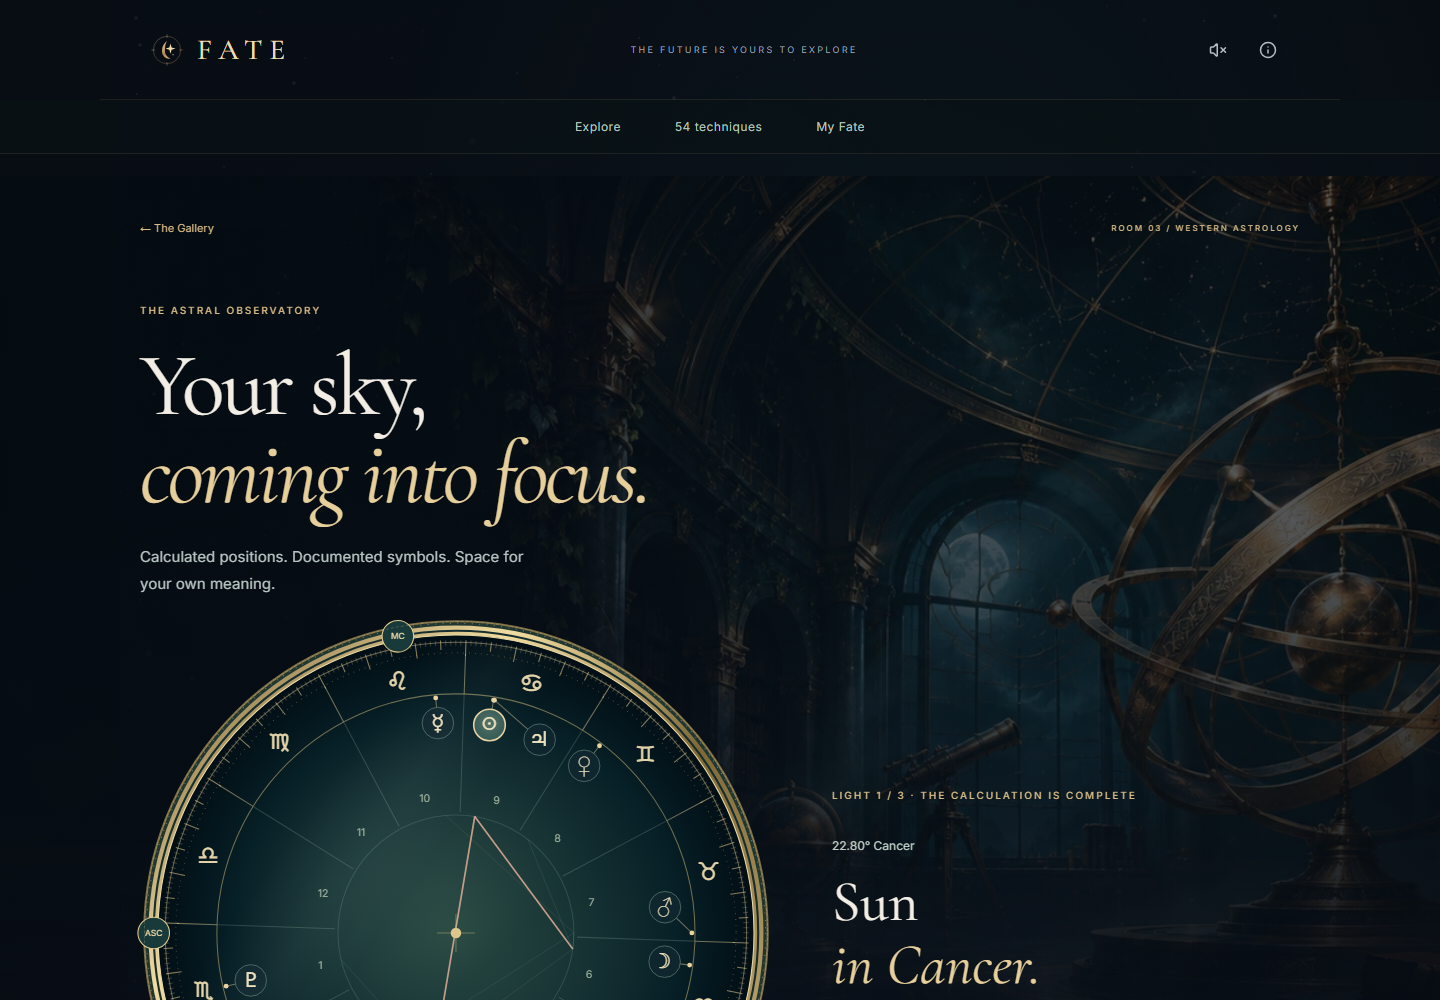 FATE
THE FUTURE IS YOURS TO EXPLORE
Explore
54 techniques
My Fate
← The Gallery
ROOM 03 / WESTERN ASTROLOGY
THE ASTRAL OBSERVATORY
Your sky,
coming into focus.
Calculated positions. Documented symbols. Space for
your own meaning.
MC
♌
♋
☿
☉
♃
♀
♍
♊
10
9
11
8
♎
♉
12
7
♂
ASC
☽
1
6
♇
♏
LIGHT 1 / 3 · THE CALCULATION IS COMPLETE
22.80° Cancer
Sun
in Cancer.